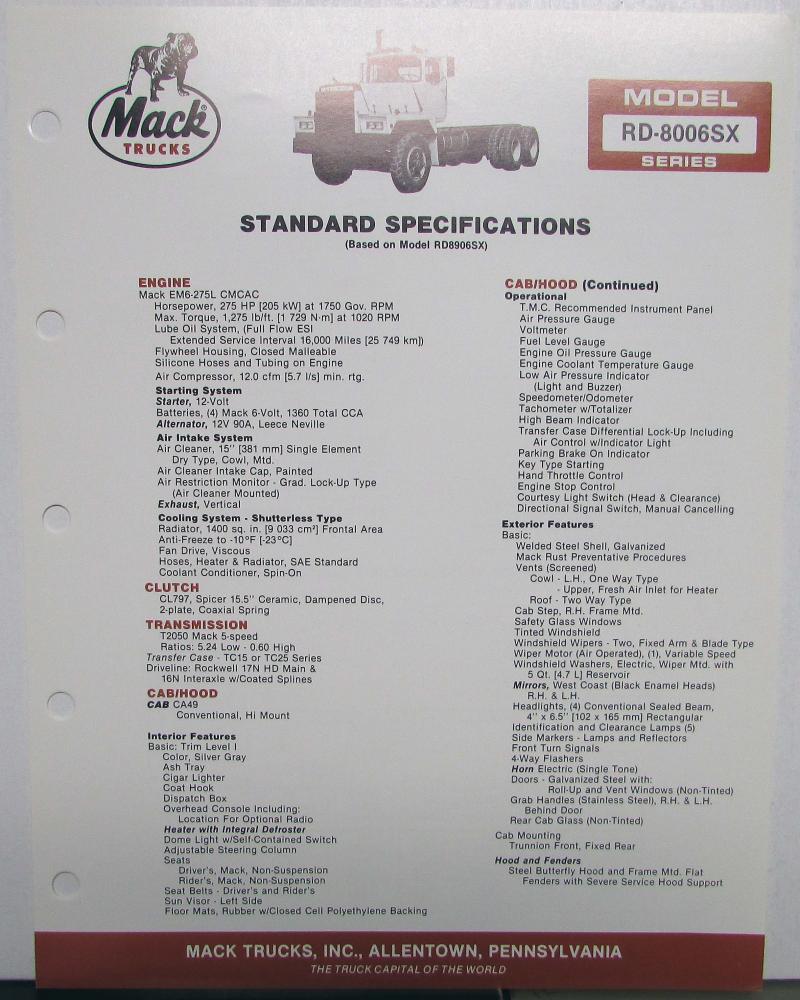 Mack®
TRUCKS
MODEL
RD-8006SX
SERIES
STANDARD SPECIFICATIONS
(Based on Model RD8906SX)
ENGINE
Mack EM6-275L CMCAC
Horsepower, 275 HP [205 kW] at 1750 Gov. RPM
Max. Torque, 1,275 lb/ft. [1 729 N·m] at 1020 RPM
Lube Oil System, (Full Flow ESI
Extended Service Interval 16,000 Miles [25 749 km])
Flywheel Housing, Closed Malleable
Silicone Hoses and Tubing on Engine
Air Compressor, 12.0 cfm [5.7 l/s] min. rtg.
Starting System
Starter, 12-Volt
Batteries, (4) Mack 6-Volt, 1360 Total CCA
Alternator, 12V 90A, Leece Neville
Air Intake System
Air Cleaner, 15" [381 mm] Single Element
Dry Type, Cowl, Mtd.
Air Cleaner Intake Cap, Painted
Air Restriction Monitor - Grad. Lock-Up Type
(Air Cleaner Mounted)
Exhaust, Vertical
Cooling System - Shutterless Type
Radiator, 1400 sq. in. [9 033 cm²] Frontal Area
Anti-Freeze to -10°F [-23°C]
Fan Drive, Viscous
Hoses, Heater & Radiator, SAE Standard
Coolant Conditioner, Spin-On
CLUTCH
CL797, Spicer 15.5" Ceramic, Dampened Disc,
2-plate, Coaxial Spring
TRANSMISSION
T2050 Mack 5-speed
Ratios: 5.24 Low - 0.60 High
Transfer Case - TC15 or TC25 Series
Driveline: Rockwell 17N HD Main &
16N Interaxle w/Coated Splines
CAB/HOOD
CAB CA49
Conventional, Hi Mount
Interior Features
Basic: Trim Level I
Color, Silver Gray
Ash Tray
Cigar Lighter
Coat Hook
Dispatch Box
Overhead Console Including:
Location For Optional Radio
Heater with Integral Defroster
Dome Light w/Self-Contained Switch
Adjustable Steering Column
Seats
Driver's, Mack, Non-Suspension
Rider's, Mack, Non-Suspension
Seat Belts - Driver's and Rider's
Sun Visor - Left Side
Floor Mats, Rubber w/Closed Cell Polyethylene Backing
CAB/HOOD (Continued)
Operational
T.M.C. Recommended Instrument Panel
Air Pressure Gauge
Voltmeter
Fuel Level Gauge
Engine Oil Pressure Gauge
Engine Coolant Temperature Gauge
Low Air Pressure Indicator
(Light and Buzzer)
Speedometer/Odometer
Tachometer w/Totalizer
High Beam Indicator
Transfer Case Differential Lock-Up Including
Air Control w/Indicator Light
Parking Brake On Indicator
Key Type Starting
Hand Throttle Control
Engine Stop Control
Courtesy Light Switch (Head & Clearance)
Directional Signal Switch, Manual Cancelling
Exterior Features
Basic:
Welded Steel Shell, Galvanized
Mack Rust Preventative Procedures
Vents (Screened)
Cowl - L.H., One Way Type
- Upper, Fresh Air Inlet for Heater
Roof - Two Way Type
Cab Step, R.H. Frame Mtd.
Safety Glass Windows
Tinted Windshield
Windshield Wipers - Two, Fixed Arm & Blade Type
Wiper Motor (Air Operated), (1), Variable Speed
Windshield Washers, Electric, Wiper Mtd. with
5 Qt. [4.7 L] Reservoir
Mirrors, West Coast (Black Enamel Heads)
R.H. & L.H.
Headlights, (4) Conventional Sealed Beam,
4" x 6.5" [102 x 165 mm] Rectangular
Identification and Clearance Lamps (5)
Side Markers - Lamps and Reflectors
Front Turn Signals
4-Way Flashers
Horn Electric (Single Tone)
Doors - Galvanized Steel with:
Roll-Up and Vent Windows (Non-Tinted)
Grab Handles (Stainless Steel), R.H. & L.H.
Behind Door
Rear Cab Glass (Non-Tinted)
Cab Mounting
Trunnion Front, Fixed Rear
Hood and Fenders
Steel Butterfly Hood and Frame Mtd. Flat
Fenders with Severe Service Hood Support
MACK TRUCKS, INC., ALLENTOWN, PENNSYLVANIA
THE TRUCK CAPITAL OF THE WORLD